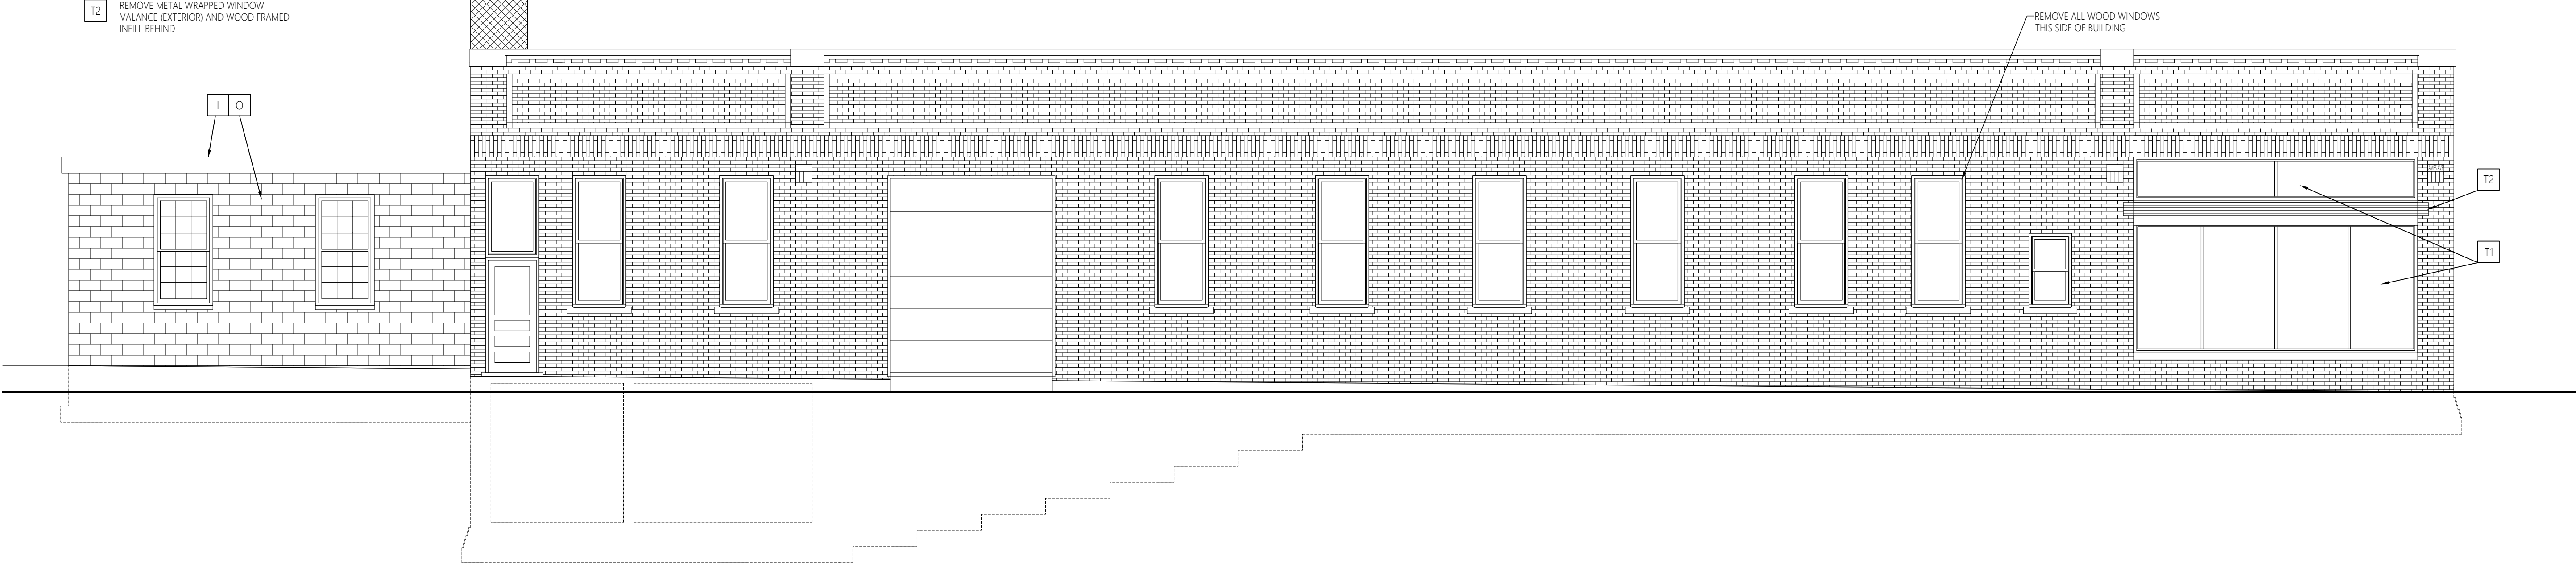 T2
REMOVE METAL WRAPPED WINDOW
VALANCE (EXTERIOR) AND WOOD FRAMED
INFILL BEHIND
REMOVE ALL WOOD WINDOWS
THIS SIDE OF BUILDING
I O
T2
T1